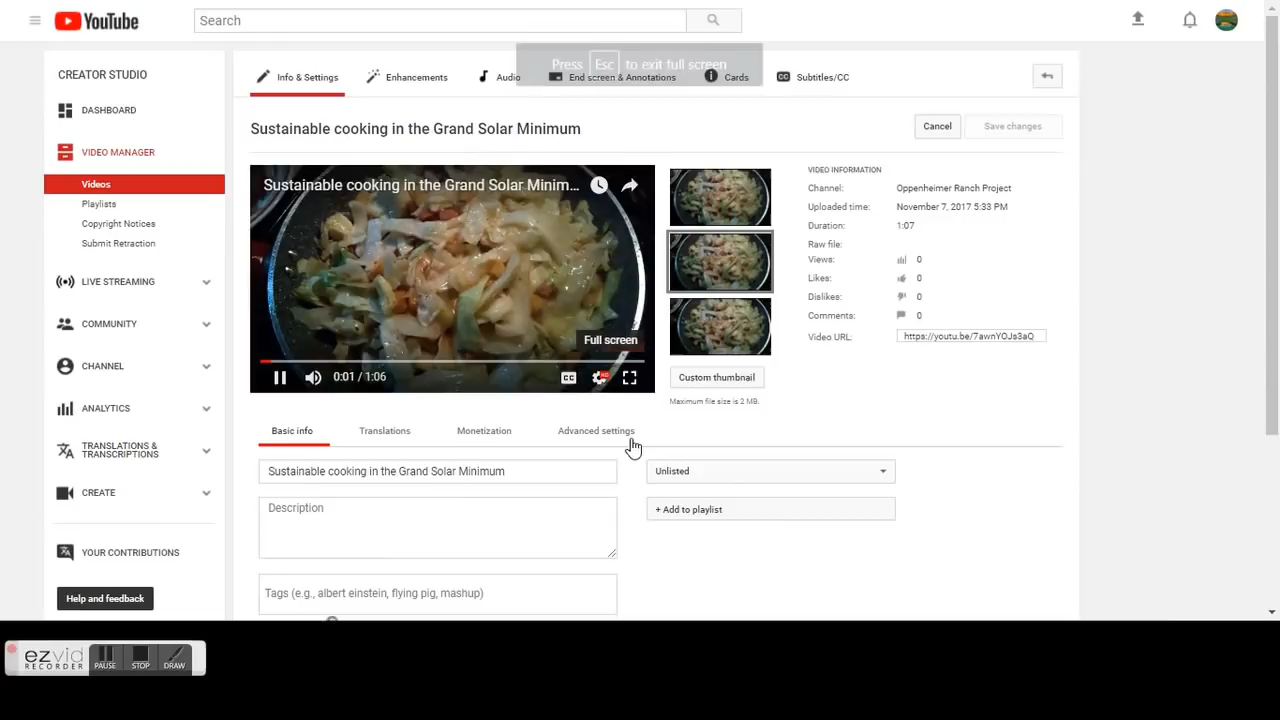 YouTube
Search
Press Esc to exit full screen
CREATOR STUDIO
DASHBOARD
VIDEO MANAGER
Videos
Playlists
Copyright Notices
Submit Retraction
LIVE STREAMING
COMMUNITY
CHANNEL
ANALYTICS
TRANSLATIONS &
TRANSCRIPTIONS
CREATE
YOUR CONTRIBUTIONS
Help and feedback
Info & Settings
Enhancements
Audio
End screen & Annotations
Cards
CC Subtitles/CC
Sustainable cooking in the Grand Solar Minimum
Cancel
Save changes
Sustainable cooking in the Grand Solar Minim...
Full screen
0:01 / 1:06
CC
HD
Custom thumbnail
Maximum file size is 2 MB.
VIDEO INFORMATION
Channel: Oppenheimer Ranch Project
Uploaded time: November 7, 2017 5:33 PM
Duration: 1:07
Raw file:
Views: 0
Likes: 0
Dislikes: 0
Comments: 0
Video URL: https://youtu.be/7awnYOJs3aQ
Basic info
Translations
Monetization
Advanced settings
Sustainable cooking in the Grand Solar Minimum
Unlisted
Description
+ Add to playlist
Tags (e.g., albert einstein, flying pig, mashup)
ezvid
RECORDER
PAUSE
STOP
DRAW